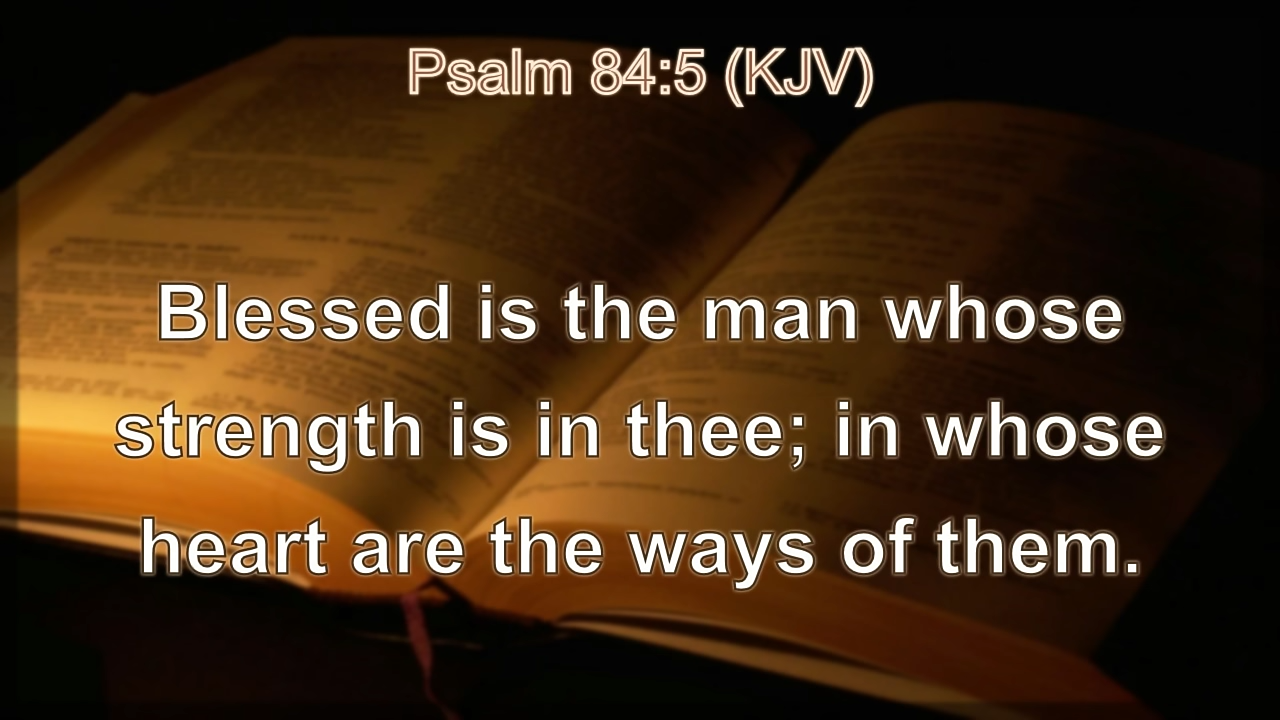 Psalm 84:5 (KJV)
Blessed is the man whose
strength is in thee; in whose
heart are the ways of them.